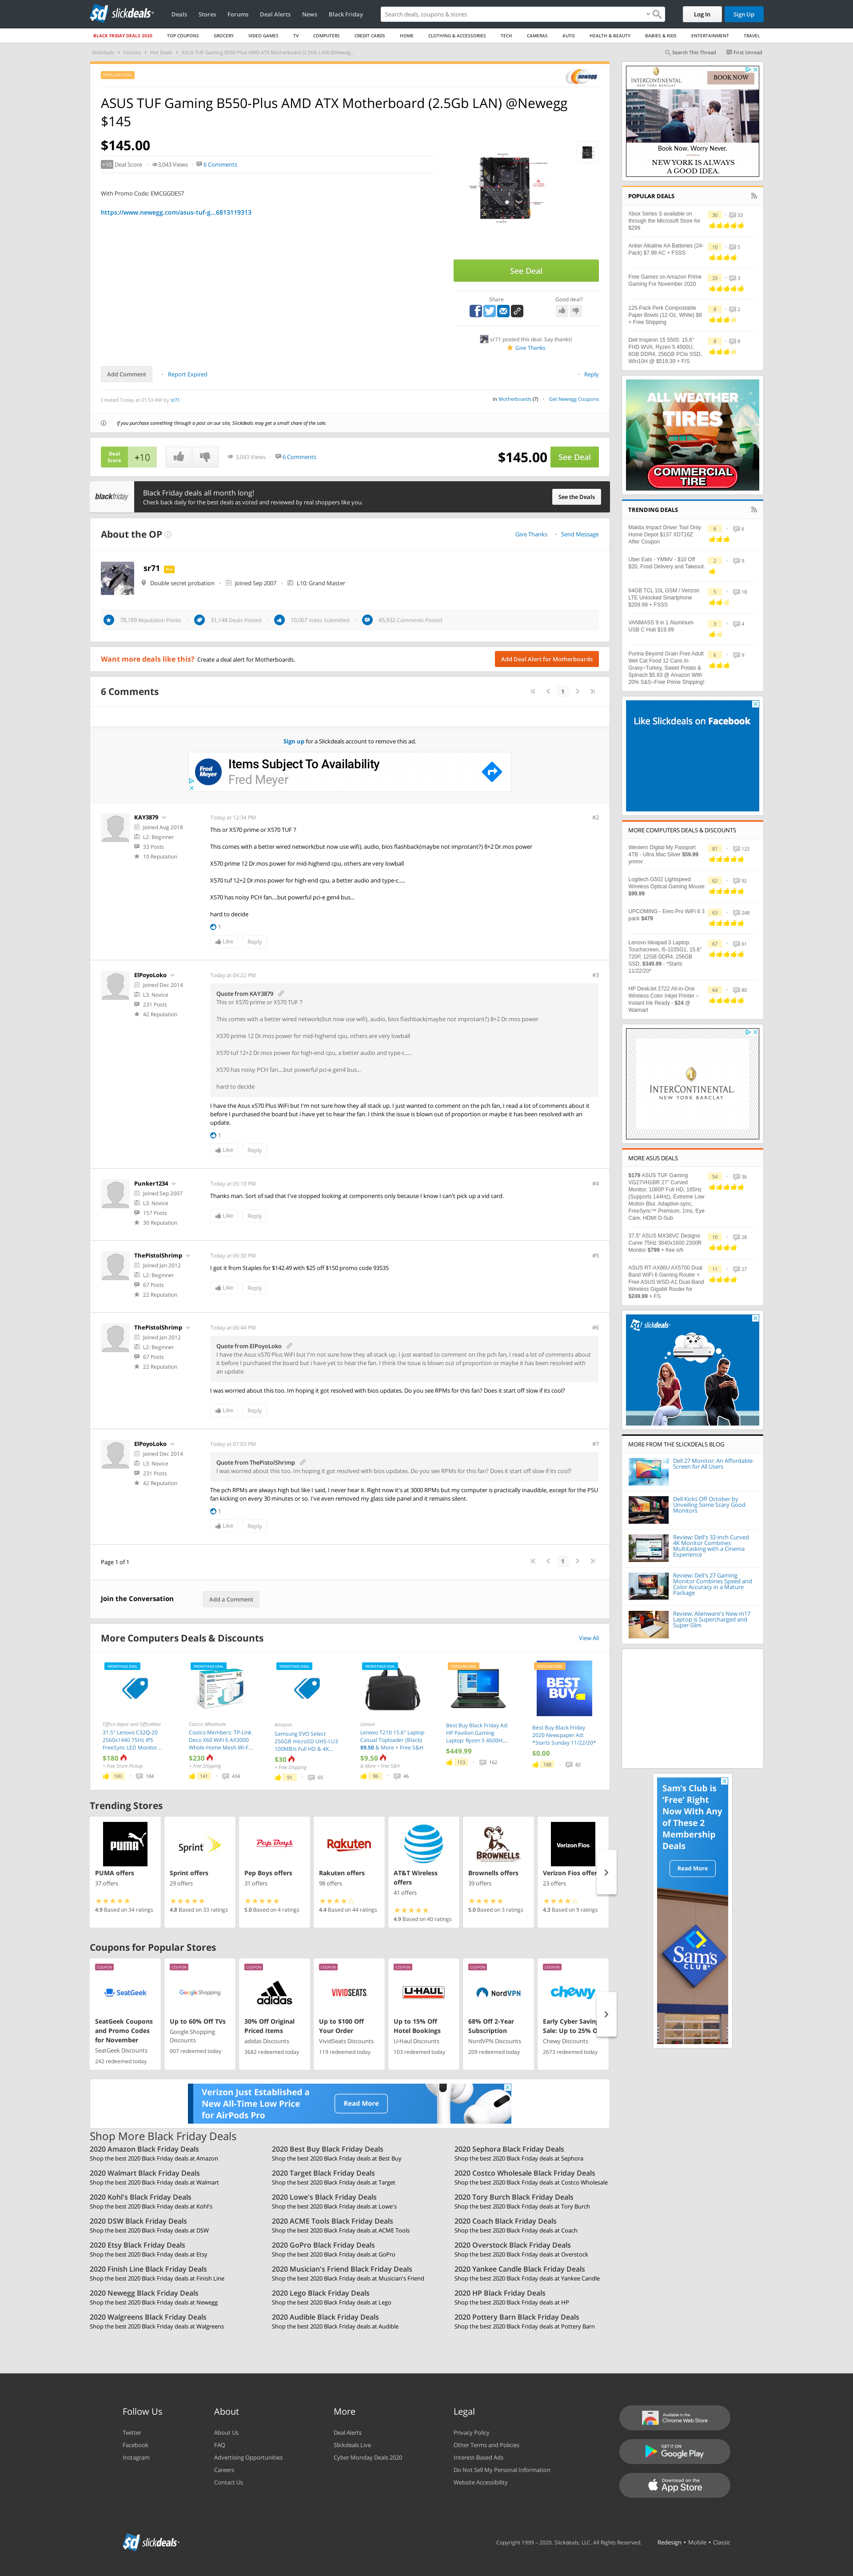 slickdeals
Deals
Stores
Forums
Deal Alerts
News
Black Friday
Search deals, coupons & stores
Log In
Sign Up
BLACK FRIDAY DEALS 2020
TOP COUPONS
GROCERY
VIDEO GAMES
TV
COMPUTERS
CREDIT CARDS
HOME
CLOTHING & ACCESSORIES
TECH
CAMERAS
AUTO
HEALTH & BEAUTY
BABIES & KIDS
ENTERTAINMENT
TRAVEL
Slickdeals
Forums
Hot Deals
ASUS TUF Gaming B550-Plus AMD ATX Motherboard (2.5Gb LAN) @Neweg...
Search This Thread
First Unread
POPULAR DEAL
newegg
ASUS TUF Gaming B550-Plus AMD ATX Motherboard (2.5Gb LAN) @Newegg
$145
$145.00
+10 Deal Score
3,043 Views
6 Comments
With Promo Code: EMCGGDE57
https://www.newegg.com/asus-tuf-g...6813119313
See Deal
Share
Good deal?
sr71 posted this deal. Say thanks!
Give Thanks
Add Comment
Report Expired
Reply
Created Today at 01:53 AM by sr71
in Motherboards (7)
Get Newegg Coupons
If you purchase something through a post on our site, Slickdeals may get a small share of the sale.
Deal
Score
+10
3,043 Views
6 Comments
$145.00
See Deal
blackfriday
Black Friday deals all month long!
Check back daily for the best deals as voted and reviewed by real shoppers like you.
See the Deals
About the OP
Give Thanks
Send Message
sr71
Pro
Double secret probation
Joined Sep 2007
L10: Grand Master
76,189 Reputation Points
31,148 Deals Posted
10,067 Votes Submitted
45,932 Comments Posted
Want more deals like this? Create a deal alert for Motherboards.
Add Deal Alert for Motherboards
6 Comments
1
Sign up for a Slickdeals account to remove this ad.
Fred Meyer
Items Subject To Availability
Fred Meyer
KAY3879
Joined Aug 2018
L2: Beginner
33 Posts
10 Reputation
Today at 12:34 PM
#2
This or X570 prime or X570 TUF ?
This comes with a better wired network(but now use wifi), audio, bios flashback(maybe not improtant?) 8+2 Dr.mos power
X570 prime 12 Dr.mos power for mid-highend cpu, others are very lowball
X570 tuf 12+2 Dr.mos power for high-end cpu, a better audio and type-c.....
X570 has noisy PCH fan....but powerful pci-e gen4 bus...
hard to decide
1
Like
Reply
ElPoyoLoko
Joined Dec 2014
L3: Novice
231 Posts
42 Reputation
Today at 04:22 PM
#3
Quote from KAY3879
This or X570 prime or X570 TUF ?
This comes with a better wired network(but now use wifi), audio, bios flashback(maybe not improtant?) 8+2 Dr.mos power
X570 prime 12 Dr.mos power for mid-highend cpu, others are very lowball
X570 tuf 12+2 Dr.mos power for high-end cpu, a better audio and type-c.....
X570 has noisy PCH fan....but powerful pci-e gen4 bus...
hard to decide
I have the Asus x570 Plus WiFi but I'm not sure how they all stack up. I just wanted to comment on the pch fan, I read a lot of comments about it
before I purchased the board but i have yet to hear the fan. I think the issue is blown out of proportion or maybe it has been resolved with an
update.
1
Like
Reply
Punker1234
Joined Sep 2007
L3: Novice
157 Posts
30 Reputation
Today at 05:10 PM
#4
Thanks man. Sort of sad that I've stopped looking at components only because I know I can't pick up a vid card.
Like
Reply
ThePistolShrimp
Joined Jan 2012
L2: Beginner
67 Posts
22 Reputation
Today at 06:30 PM
#5
I got it from Staples for $142.49 with $25 off $150 promo code 93535
Like
Reply
ThePistolShrimp
Joined Jan 2012
L2: Beginner
67 Posts
22 Reputation
Today at 06:44 PM
#6
Quote from ElPoyoLoko
I have the Asus x570 Plus WiFi but I'm not sure how they all stack up. I just wanted to comment on the pch fan, I read a lot of comments about
it before I purchased the board but i have yet to hear the fan. I think the issue is blown out of proportion or maybe it has been resolved with
an update.
I was worried about this too. Im hoping it got resolved with bios updates. Do you see RPMs for this fan? Does it start off slow if its cool?
Like
Reply
ElPoyoLoko
Joined Dec 2014
L3: Novice
231 Posts
42 Reputation
Today at 07:03 PM
#7
Quote from ThePistolShrimp
I was worried about this too. Im hoping it got resolved with bios updates. Do you see RPMs for this fan? Does it start off slow if its cool?
The pch RPMs are always high but like I said, I never hear it. Right now it's at 3000 RPMs but my computer is practically inaudible, except for the PSU
fan kicking on every 30 minutes or so. I've even removed my glass side panel and it remains silent.
1
Like
Reply
Page 1 of 1
1
Join the Conversation
Add a Comment
More Computers Deals & Discounts
View All
FRONTPAGE DEAL
Office Depot and OfficeMax
31.5" Lenovo C32Q-20
2560x1440 75Hz IPS
FreeSync LED Monitor...
$180
+ Free Store Pickup
100
184
FRONTPAGE DEAL
Costco Wholesale
Costco Members: TP-Link
Deco X60 WiFi 6 AX3000
Whole-Home Mesh Wi-F...
$230
+ Free Shipping
141
434
FRONTPAGE DEAL
Amazon
Samsung EVO Select
256GB microSD UHS-I U3
100MB/s Full HD & 4K...
$30
+ Free Shipping
91
65
FRONTPAGE DEAL
Lenovo
Lenovo T210 15.6" Laptop
Casual Toploader (Black)
$9.50 & More + Free S&H
$9.50
& More + Free S&H
96
46
POPULAR DEAL
Best Buy Black Friday Ad:
HP Pavilion Gaming
Laptop: Ryzen 5 4600H,...
$449.99
153
162
POPULAR DEAL
BEST BUY
Best Buy Black Friday
2020 Newspaper Ad:
*Starts Sunday 11/22/20*
$0.00
188
82
Trending Stores
PUMA
PUMA offers
37 offers
4.9 Based on 34 ratings
Sprint
Sprint offers
29 offers
4.8 Based on 33 ratings
Pep Boys
Pep Boys offers
31 offers
5.0 Based on 4 ratings
Rakuten
Rakuten offers
98 offers
4.4 Based on 44 ratings
AT&T
AT&T Wireless
offers
41 offers
4.9 Based on 40 ratings
BROWNELLS
Brownells offers
39 offers
5.0 Based on 3 ratings
Verizon Fios
Verizon Fios offer
23 offers
4.3 Based on 9 ratings
Coupons for Popular Stores
COUPON
SeatGeek
SeatGeek Coupons
and Promo Codes
for November
SeatGeek Discounts
242 redeemed today
COUPON
Google Shopping
Up to 60% Off TVs
Google Shopping
Discounts
907 redeemed today
COUPON
adidas
30% Off Original
Priced Items
adidas Discounts
3682 redeemed today
COUPON
VIVIDSEATS
Up to $100 Off
Your Order
VividSeats Discounts
119 redeemed today
COUPON
U-HAUL
Up to 15% Off
Hotel Bookings
U-Haul Discounts
103 redeemed today
COUPON
NordVPN
68% Off 2-Year
Subscription
NordVPN Discounts
209 redeemed today
COUPON
chewy
Early Cyber Saving
Sale: Up to 25% O
Chewy Discounts
2673 redeemed today
Verizon Just Established a
New All-Time Low Price
for AirPods Pro
Read More
Shop More Black Friday Deals
2020 Amazon Black Friday Deals
Shop the best 2020 Black Friday deals at Amazon
2020 Best Buy Black Friday Deals
Shop the best 2020 Black Friday deals at Best Buy
2020 Sephora Black Friday Deals
Shop the best 2020 Black Friday deals at Sephora
2020 Walmart Black Friday Deals
Shop the best 2020 Black Friday deals at Walmart
2020 Target Black Friday Deals
Shop the best 2020 Black Friday deals at Target
2020 Costco Wholesale Black Friday Deals
Shop the best 2020 Black Friday deals at Costco Wholesale
2020 Kohl's Black Friday Deals
Shop the best 2020 Black Friday deals at Kohl's
2020 Lowe's Black Friday Deals
Shop the best 2020 Black Friday deals at Lowe's
2020 Tory Burch Black Friday Deals
Shop the best 2020 Black Friday deals at Tory Burch
2020 DSW Black Friday Deals
Shop the best 2020 Black Friday deals at DSW
2020 ACME Tools Black Friday Deals
Shop the best 2020 Black Friday deals at ACME Tools
2020 Coach Black Friday Deals
Shop the best 2020 Black Friday deals at Coach
2020 Etsy Black Friday Deals
Shop the best 2020 Black Friday deals at Etsy
2020 GoPro Black Friday Deals
Shop the best 2020 Black Friday deals at GoPro
2020 Overstock Black Friday Deals
Shop the best 2020 Black Friday deals at Overstock
2020 Finish Line Black Friday Deals
Shop the best 2020 Black Friday deals at Finish Line
2020 Musician's Friend Black Friday Deals
Shop the best 2020 Black Friday deals at Musician's Friend
2020 Yankee Candle Black Friday Deals
Shop the best 2020 Black Friday deals at Yankee Candle
2020 Newegg Black Friday Deals
Shop the best 2020 Black Friday deals at Newegg
2020 Lego Black Friday Deals
Shop the best 2020 Black Friday deals at Lego
2020 HP Black Friday Deals
Shop the best 2020 Black Friday deals at HP
2020 Walgreens Black Friday Deals
Shop the best 2020 Black Friday deals at Walgreens
2020 Audible Black Friday Deals
Shop the best 2020 Black Friday deals at Audible
2020 Pottery Barn Black Friday Deals
Shop the best 2020 Black Friday deals at Pottery Barn
INTERCONTINENTAL
NEW YORK BARCLAY
BOOK NOW
Book Now, Worry Never.
NEW YORK IS ALWAYS
A GOOD IDEA.
POPULAR DEALS
Xbox Series S available on
through the Microsoft Store for
$299
30
33
Anker Alkaline AA Batteries (24-
Pack) $7.99 AC + FSSS
10
5
Free Games on Amazon Prime
Gaming For November 2020
33
3
125-Pack Perk Compostable
Paper Bowls (12-Oz, White) $8
+ Free Shipping
8
2
Dell Inspiron 15 5505: 15.6"
FHD WVA, Ryzen 5 4500U,
8GB DDR4, 256GB PCIe SSD,
Win10H @ $519.39 + F/S
8
8
ALL WEATHER
TIRES
COMMERCIAL
TIRE
TRENDING DEALS
Makita Impact Driver Tool Only
Home Depot $137 XDT16Z
After Coupon
6
6
Uber Eats - YMMV - $10 Off
$20, Food Delivery and Takeout.
2
9
64GB TCL 10L GSM / Verizon
LTE Unlocked Smartphone
$209.99 + FSSS
5
18
VANMASS 9 in 1 Aluminum
USB C Hub $19.99
3
4
Purina Beyond Grain Free Adult
Wet Cat Food 12 Cans In
Gravy–Turkey, Sweet Potato &
Spinach $5.83 @ Amazon With
20% S&S–Free Prime Shipping!
6
9
Like Slickdeals on Facebook
MORE COMPUTERS DEALS & DISCOUNTS
Western Digital My Passport
4TB - Ultra Mac Silver $59.99
ymmv
81
122
Logitech G502 Lightspeed
Wireless Optical Gaming Mouse
$99.99
62
92
UPCOMING - Eero Pro WiFi 6 3
pack $479
63
248
Lenovo Ideapad 3 Laptop:
Touchscreen, i5-1035G1, 15.6"
720P, 12GB DDR4, 256GB
SSD, $349.99 - *Starts
11/22/20*
67
61
HP DeskJet 2722 All-in-One
Wireless Color Inkjet Printer –
Instant Ink Ready - $24 @
Walmart
64
80
INTERCONTINENTAL
NEW YORK BARCLAY
MORE ASUS DEALS
$179 ASUS TUF Gaming
VG27VH1BR 27" Curved
Monitor, 1080P Full HD, 165Hz
(Supports 144Hz), Extreme Low
Motion Blur, Adaptive-sync,
FreeSync™ Premium, 1ms, Eye
Care, HDMI D-Sub
54
36
37.5" ASUS MX38VC Designo
Curve 75Hz 3840x1600 2300R
Monitor $799 + free s/h
10
28
ASUS RT-AX86U AX5700 Dual
Band WiFi 6 Gaming Router +
Free ASUS WSD-A1 Dual-Band
Wireless Gigabit Router for
$249.99 + FS
11
27
slickdeals
MORE FROM THE SLICKDEALS BLOG
Dell 27 Monitor: An Affordable
Screen for All Users
Dell Kicks Off October by
Unveiling Some Scary Good
Monitors
Review: Dell's 32-inch Curved
4K Monitor Combines
Multitasking with a Cinema
Experience
Review: Dell's 27 Gaming
Monitor Combines Speed and
Color Accuracy in a Mature
Package
Review: Alienware's New m17
Laptop is Supercharged and
Super-Slim
Sam's Club is
'Free' Right
Now With Any
of These 2
Membership
Deals
Read More
Sam's
CLUB
Follow Us
Twitter
Facebook
Instagram
About
About Us
FAQ
Advertising Opportunities
Careers
Contact Us
More
Deal Alerts
Slickdeals Live
Cyber Monday Deals 2020
Legal
Privacy Policy
Other Terms and Policies
Interest-Based Ads
Do Not Sell My Personal Information
Website Accessibility
Available in the
Chrome Web Store
GET IT ON
Google Play
Download on the
App Store
slickdeals
Copyright 1999 - 2020. Slickdeals, LLC. All Rights Reserved.
Redesign • Mobile • Classic